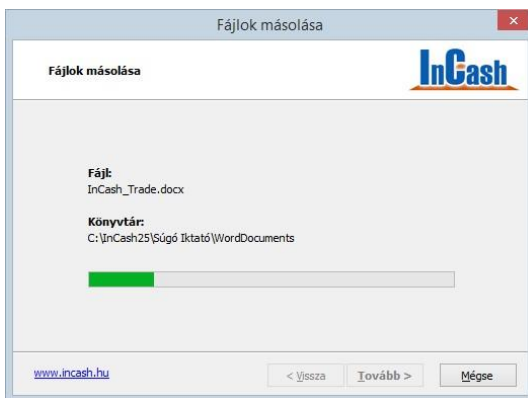 Fájlok másolása
Fájlok másolása
InCash
Fájl:
InCash_Trade.docx
Könyvtár:
C:\InCash25\Súgó Iktató\WordDocuments
www.incash.hu
< Vissza
Tovább >
Mégse